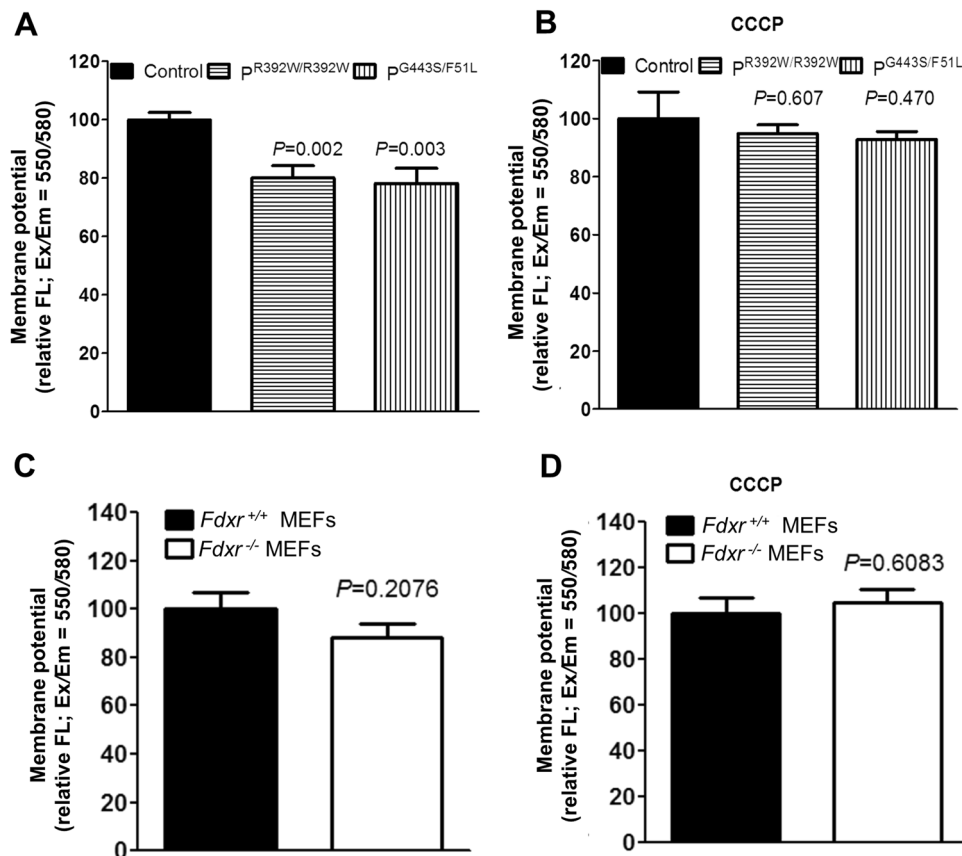 A
Control P^R392W/R392W P^G443S/F51L
P=0.002 P=0.003
Membrane potential
(relative FL; Ex/Em = 550/580)
120
100
80
60
40
20
0
B
CCCP
Control P^R392W/R392W P^G443S/F51L
P=0.607 P=0.470
Membrane potential
(relative FL; Ex/Em = 550/580)
120
100
80
60
40
20
0
C
Fdxr +/+ MEFs
Fdxr -/- MEFs
P=0.2076
Membrane potential
(relative FL; Ex/Em = 550/580)
140
120
100
80
60
40
20
0
D
CCCP
Fdxr +/+ MEFs
Fdxr -/- MEFs
P=0.6083
Membrane potential
(relative FL; Ex/Em = 550/580)
140
120
100
80
60
40
20
0